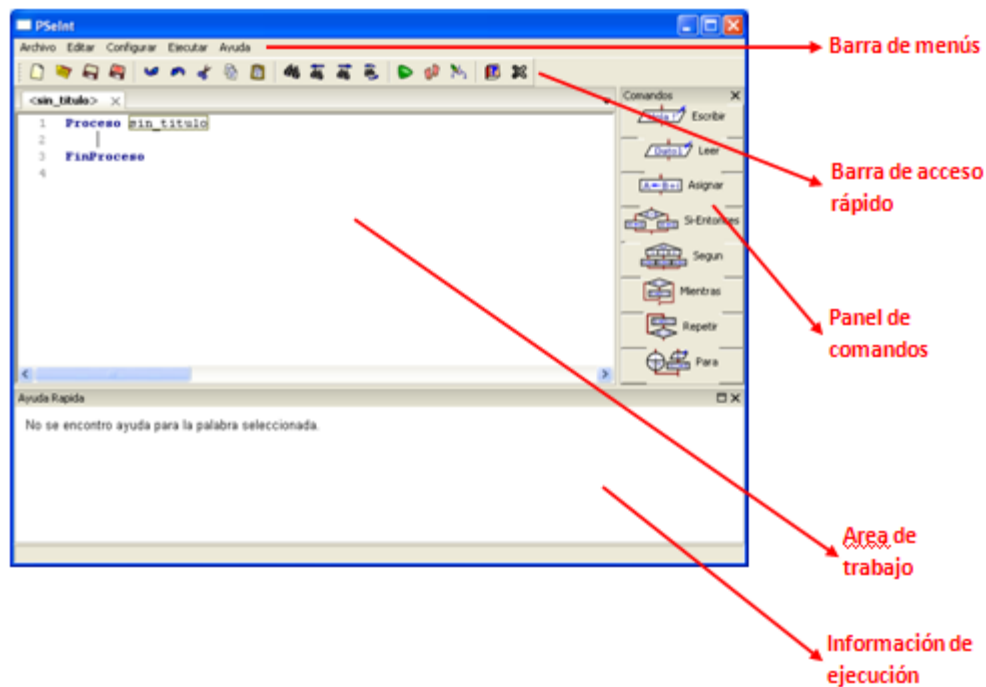 PSeInt
Archivo Editar Configurar Ejecutar Ayuda
Barra de menús
<sin_titulo>
1 Proceso sin_titulo
2
3 FinProceso
4
Comandos
Escribir
Leer
Asignar
Si-Entonces
Segun
Mientras
Repetir
Para
Barra de acceso
rápido
Panel de
comandos
Ayuda Rapida
No se encontro ayuda para la palabra seleccionada.
Area de
trabajo
Información de
ejecución